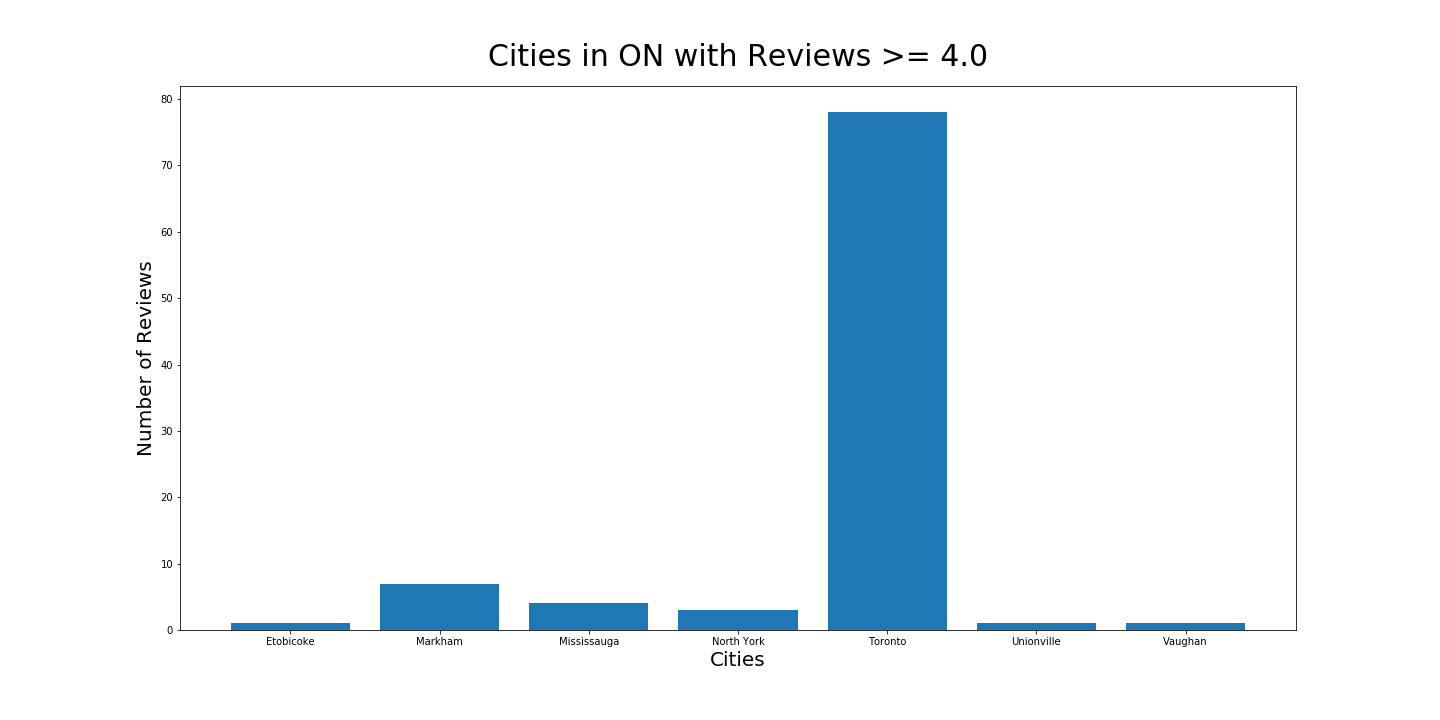 Cities in ON with Reviews >= 4.0
80
70
60
50
40
30
20
10
0
Number of Reviews
Etobicoke Markham Mississauga North York Toronto Unionville Vaughan
Cities